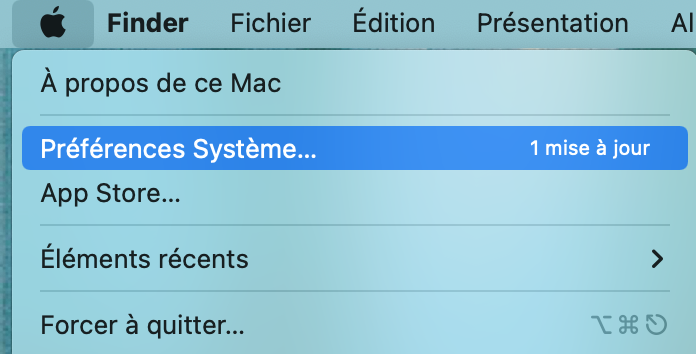 Finder Fichier Édition Présentation Al
À propos de ce Mac
Préférences Système... 1 mise à jour
App Store...
Éléments récents
Forcer à quitter... ⌥⌘⎋